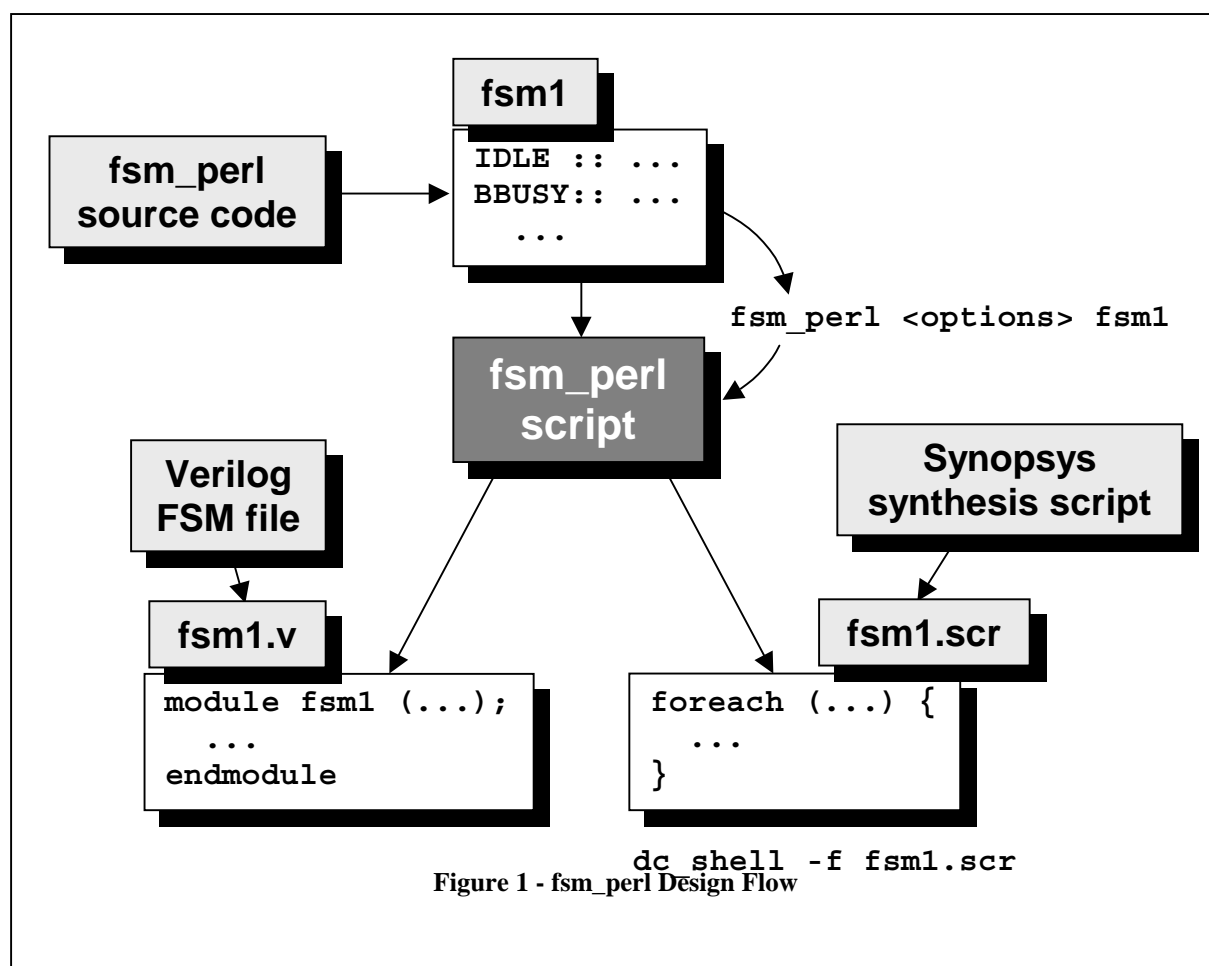 fsm1
fsm_perl
source code
IDLE :: ...
BBUSY:: ...
...
fsm_perl <options> fsm1
fsm_perl
script
Verilog
FSM file
Synopsys
synthesis script
fsm1.v
fsm1.scr
module fsm1 (...);
...
endmodule
foreach (...) {
...
}
dc_shell -f fsm1.scr
Figure 1 - fsm_perl Design Flow